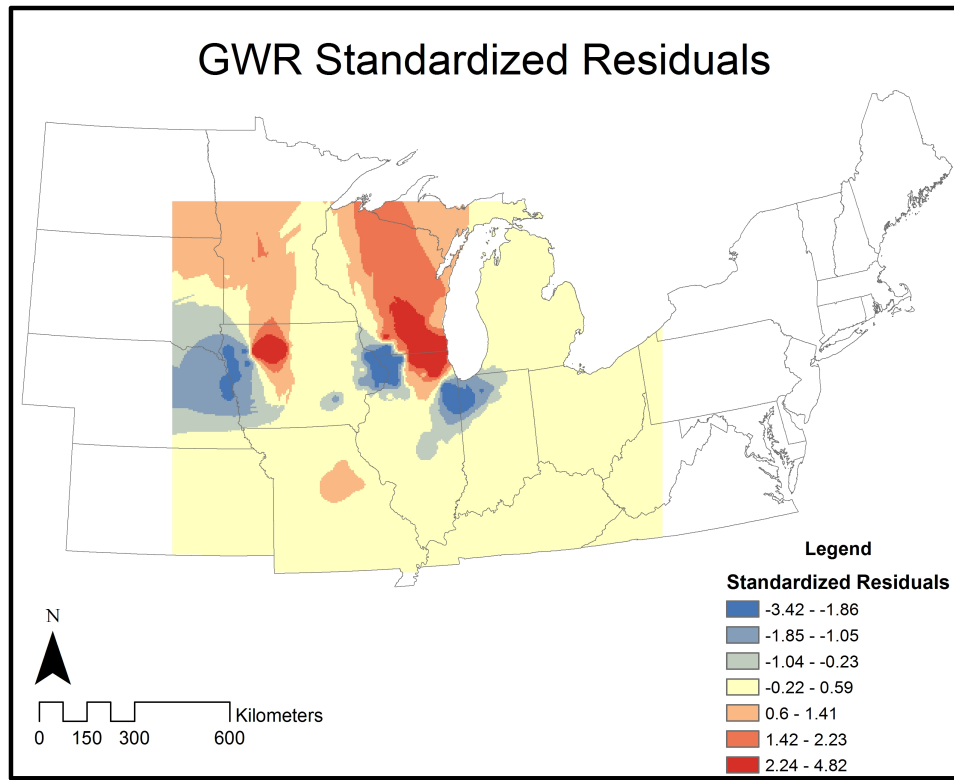 GWR Standardized Residuals
Legend
Standardized Residuals
-3.42 - -1.86
-1.85 - -1.05
-1.04 - -0.23
-0.22 - 0.59
0.6 - 1.41
1.42 - 2.23
2.24 - 4.82
N
Kilometers
0 150 300 600